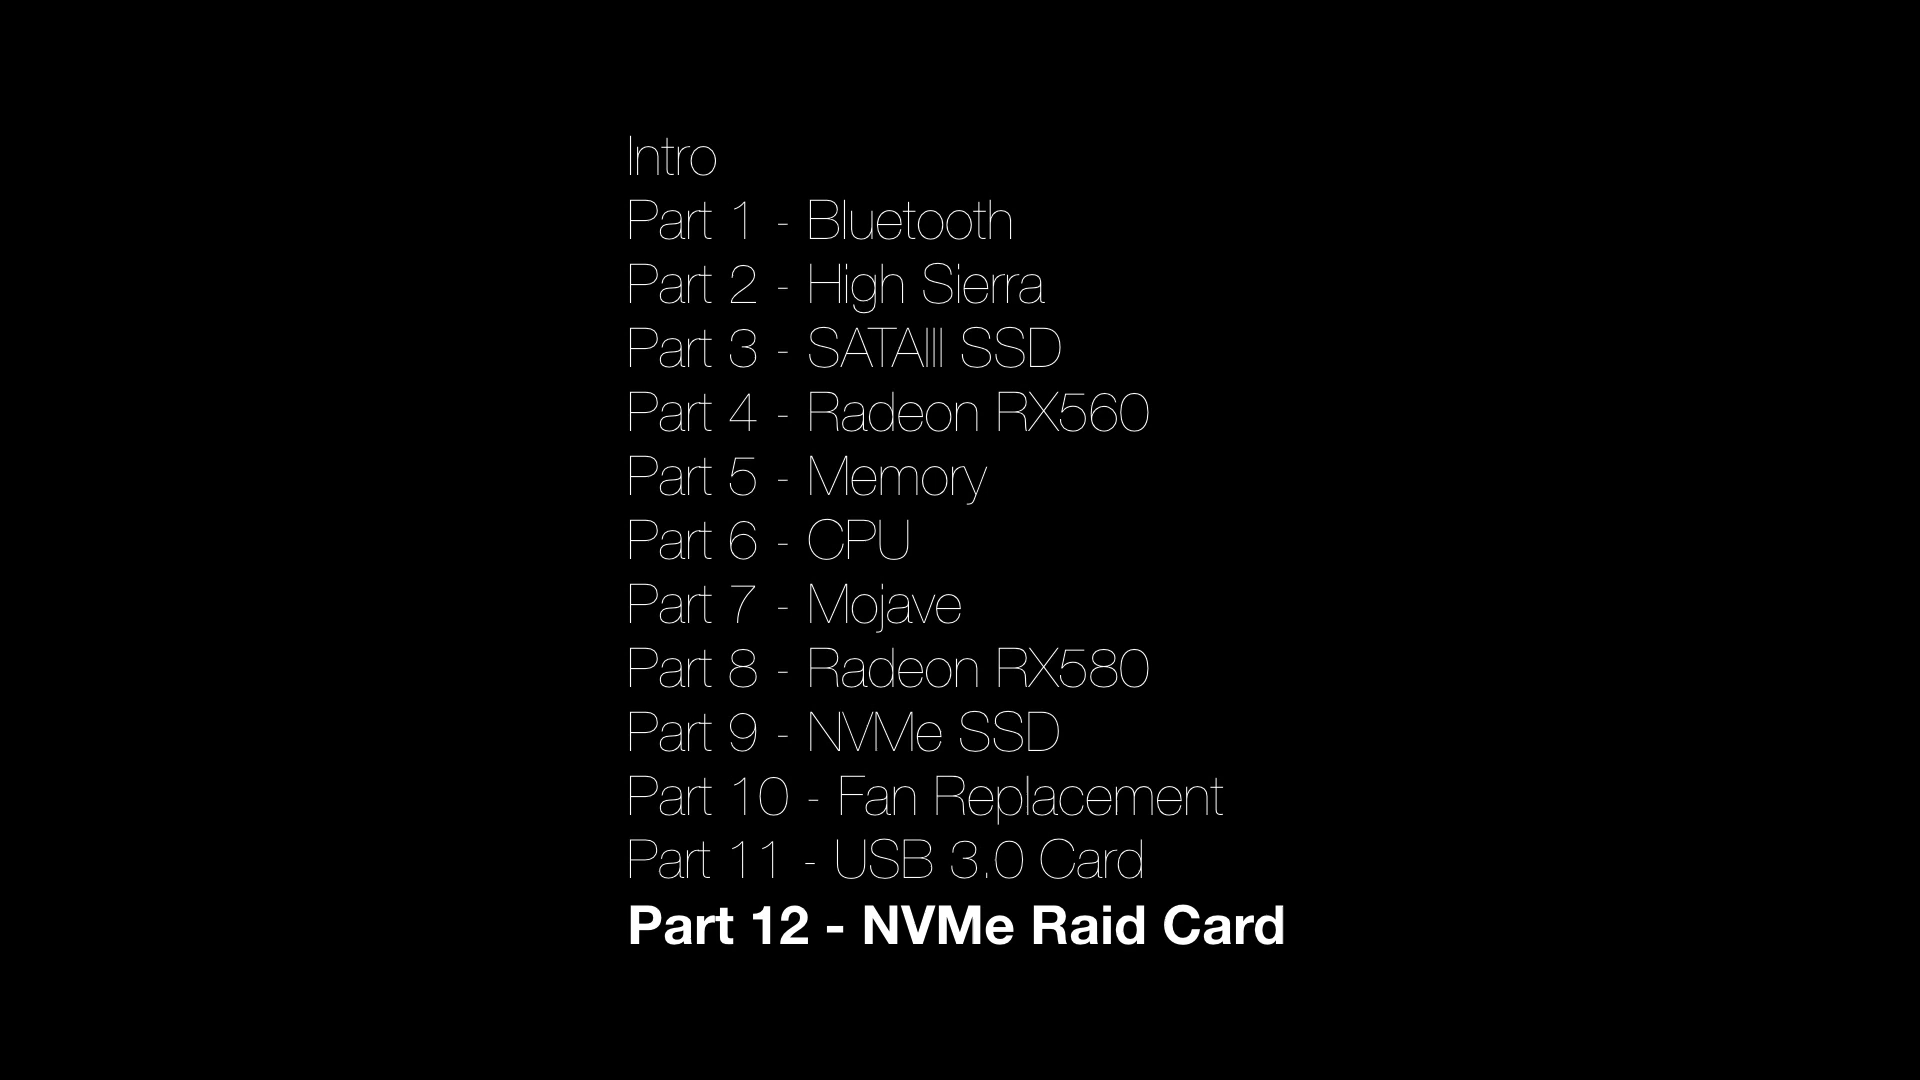 Intro
Part 1 - Bluetooth
Part 2 - High Sierra
Part 3 - SATAIII SSD
Part 4 - Radeon RX560
Part 5 - Memory
Part 6 - CPU
Part 7 - Mojave
Part 8 - Radeon RX580
Part 9 - NVMe SSD
Part 10 - Fan Replacement
Part 11 - USB 3.0 Card
Part 12 - NVMe Raid Card